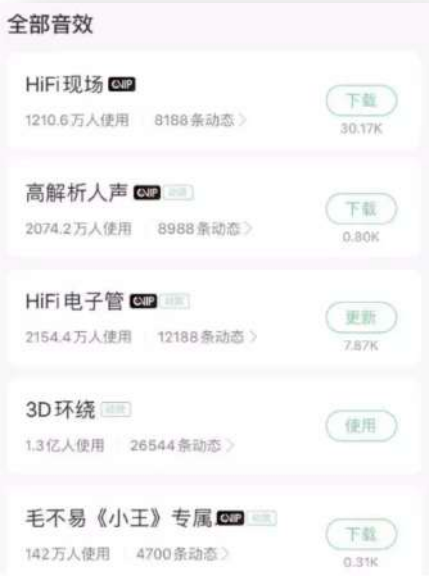 全部音效
HiFi现场 VIP
下载
1210.6万人使用 8188条动态 >
30.17K
高解析人声 VIP
下载
2074.2万人使用 8988条动态 >
0.80K
HiFi电子管 VIP
更新
2154.4万人使用 12188条动态 >
7.87K
3D环绕
使用
1.3亿人使用 26544条动态 >
毛不易《小王》专属 VIP
下载
142万人使用 4700条动态 >
0.31K